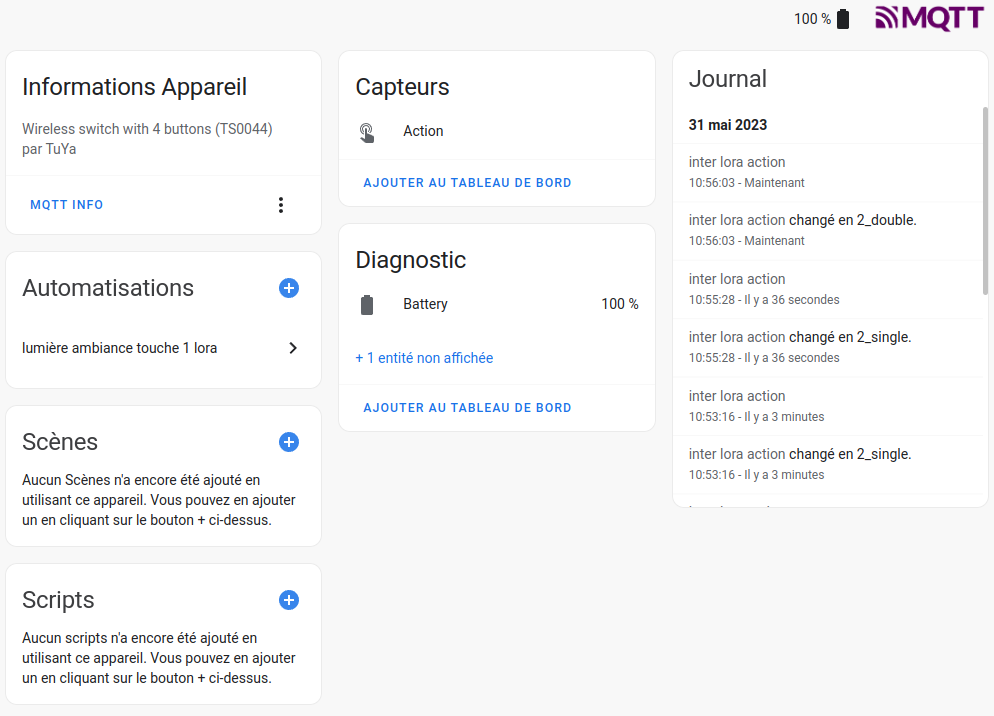 100 %
MQTT
Informations Appareil
Wireless switch with 4 buttons (TS0044)
par TuYa
MQTT INFO
Automatisations
lumière ambiance touche 1 lora
Scènes
Aucun Scènes n'a encore été ajouté en
utilisant ce appareil. Vous pouvez en ajouter
un en cliquant sur le bouton + ci-dessus.
Scripts
Aucun scripts n'a encore été ajouté en
utilisant ce appareil. Vous pouvez en ajouter
un en cliquant sur le bouton + ci-dessus.
Capteurs
Action
AJOUTER AU TABLEAU DE BORD
Diagnostic
Battery 100 %
+ 1 entité non affichée
AJOUTER AU TABLEAU DE BORD
Journal
31 mai 2023
inter lora action
10:56:03 - Maintenant
inter lora action changé en 2_double.
10:56:03 - Maintenant
inter lora action
10:55:28 - Il y a 36 secondes
inter lora action changé en 2_single.
10:55:28 - Il y a 36 secondes
inter lora action
10:53:16 - Il y a 3 minutes
inter lora action changé en 2_single.
10:53:16 - Il y a 3 minutes